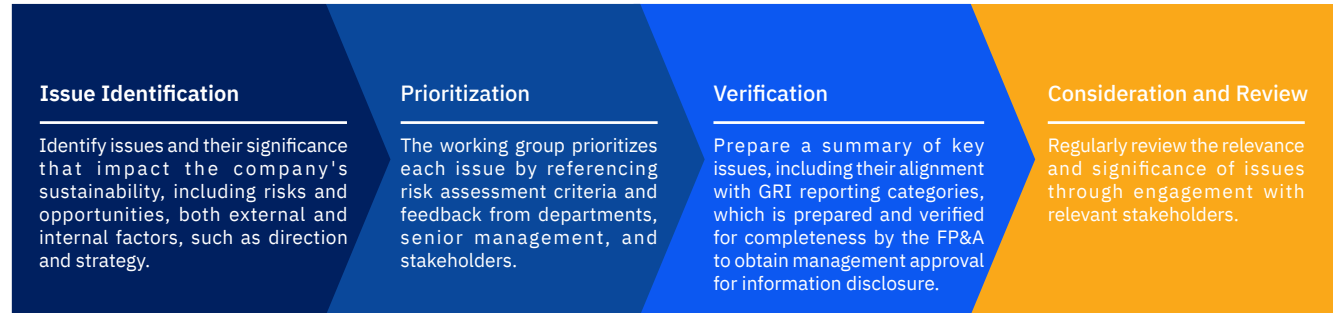 Issue Identification
Identify issues and their significance
that impact the company's
sustainability, including risks and
opportunities, both external and
internal factors, such as direction
and strategy.
Prioritization
The working group prioritizes
each issue by referencing
risk assessment criteria and
feedback from departments,
senior management, and
stakeholders.
Verification
Prepare a summary of key
issues, including their alignment
with GRI reporting categories,
which is prepared and verified
for completeness by the FP&A
to obtain management approval
for information disclosure.
Consideration and Review
Regularly review the relevance
and significance of issues
through engagement with
relevant stakeholders.